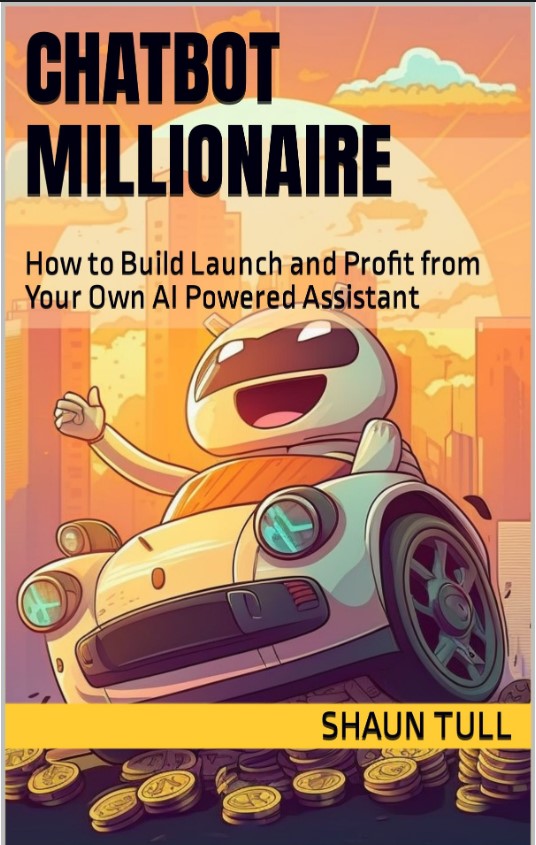 CHATBOT
MILLIONAIRE
How to Build Launch and Profit from
Your Own AI Powered Assistant
SHAUN TULL